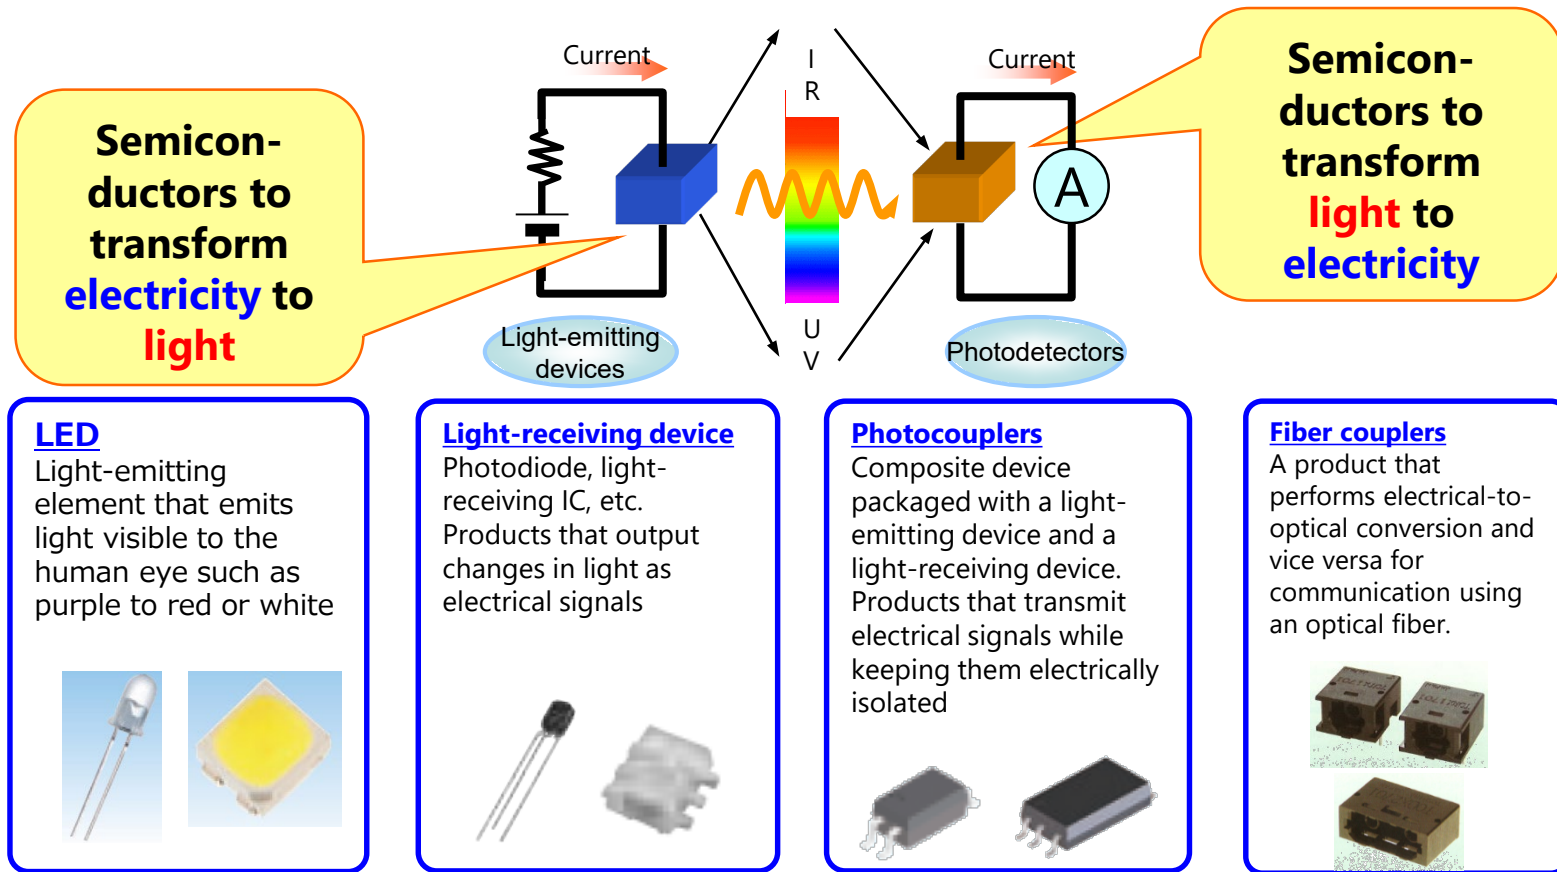 Semicon-
ductors to
transform
electricity to
light
Current
I
R
U
V
Light-emitting
devices
Current
A
Photodetectors
Semicon-
ductors to
transform
light to
electricity
LED
Light-emitting
element that emits
light visible to the
human eye such as
purple to red or white
Light-receiving device
Photodiode, light-
receiving IC, etc.
Products that output
changes in light as
electrical signals
Photocouplers
Composite device
packaged with a light-
emitting device and a
light-receiving device.
Products that transmit
electrical signals while
keeping them electrically
isolated
Fiber couplers
A product that
performs electrical-to-
optical conversion and
vice versa for
communication using
an optical fiber.